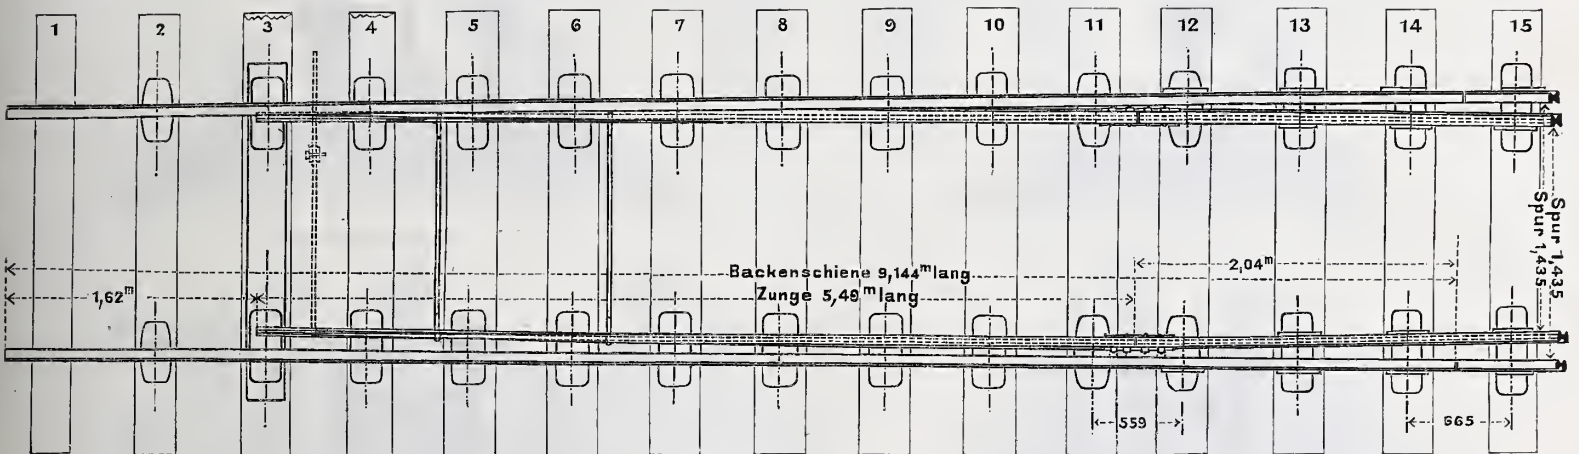 1 2 3 4 5 6 7 8 9 10 11 12 13 14 15
Spur 1,435
Spur 1,435
Backenschiene 9,144ᵐ lang
2,04ᵐ
1,62ᵐ
Zunge 5,49ᵐ lang
559
665